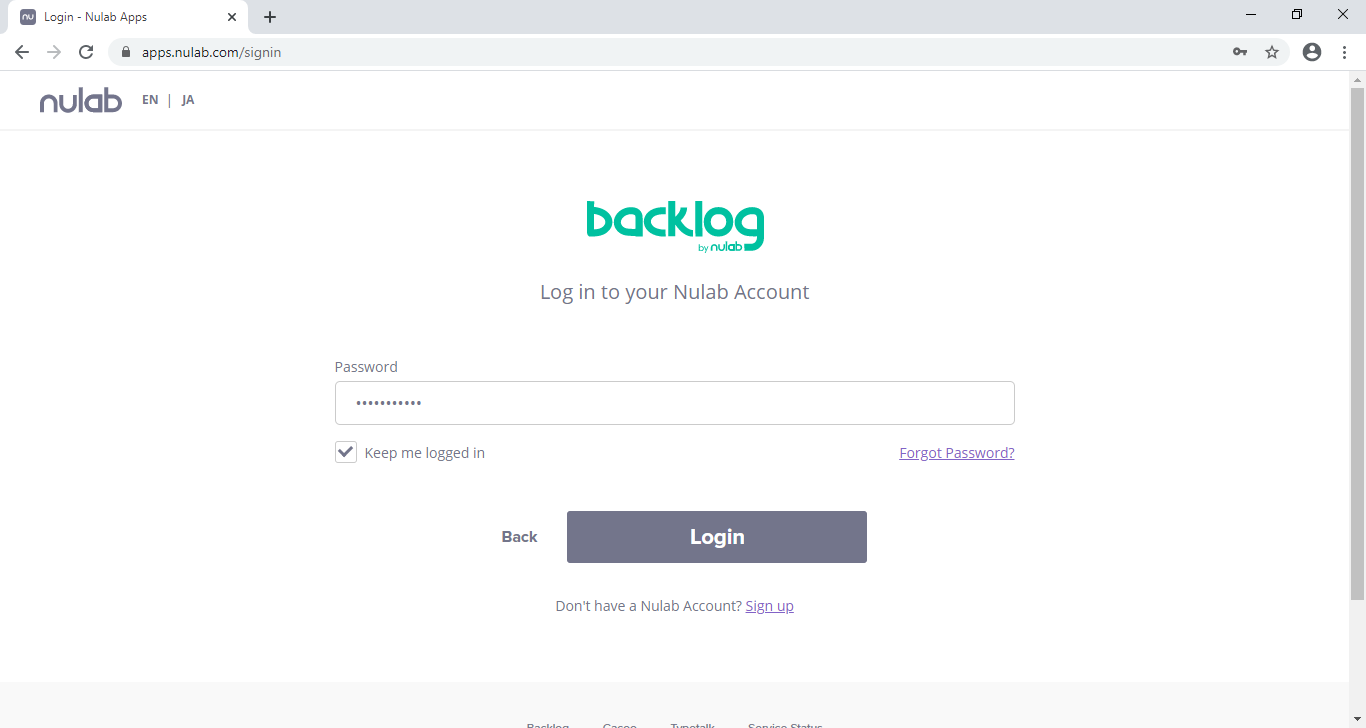 Login - Nulab Apps
apps.nulab.com/signin
nulab EN | JA
backlog
by nulab
Log in to your Nulab Account
Password
•••••••••••
Keep me logged in Forgot Password?
Back Login
Don't have a Nulab Account? Sign up
Backlog Cacoo Typetalk Service Status